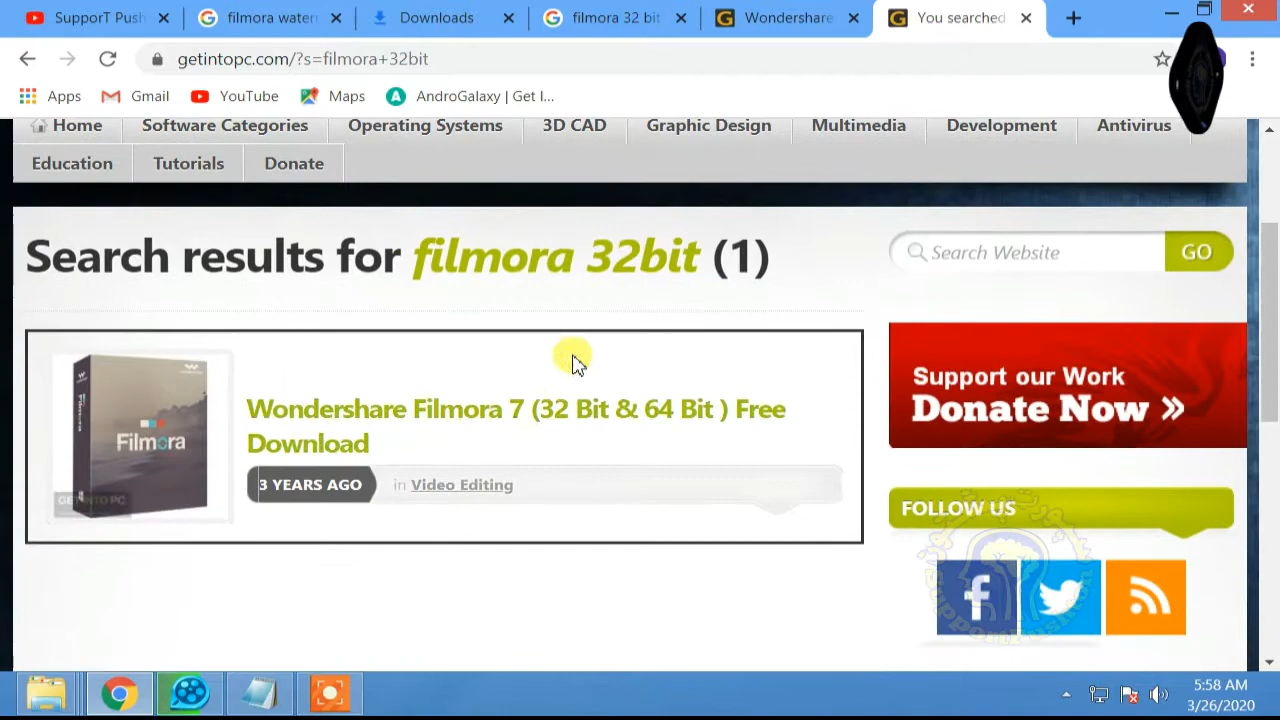 SupporT Push
filmora water
Downloads
filmora 32 bit
Wondershare
You searched
getintopc.com/?s=filmora+32bit
Apps
Gmail
YouTube
Maps
AndroGalaxy | Get I...
Home
Software Categories
Operating Systems
3D CAD
Graphic Design
Multimedia
Development
Antivirus
Education
Tutorials
Donate
Search results for filmora 32bit (1)
Search Website
GO
Filmora
GET INTO PC
Wondershare Filmora 7 (32 Bit & 64 Bit ) Free
Download
3 YEARS AGO
in Video Editing
Support our Work
Donate Now »
FOLLOW US
5:58 AM
3/26/2020